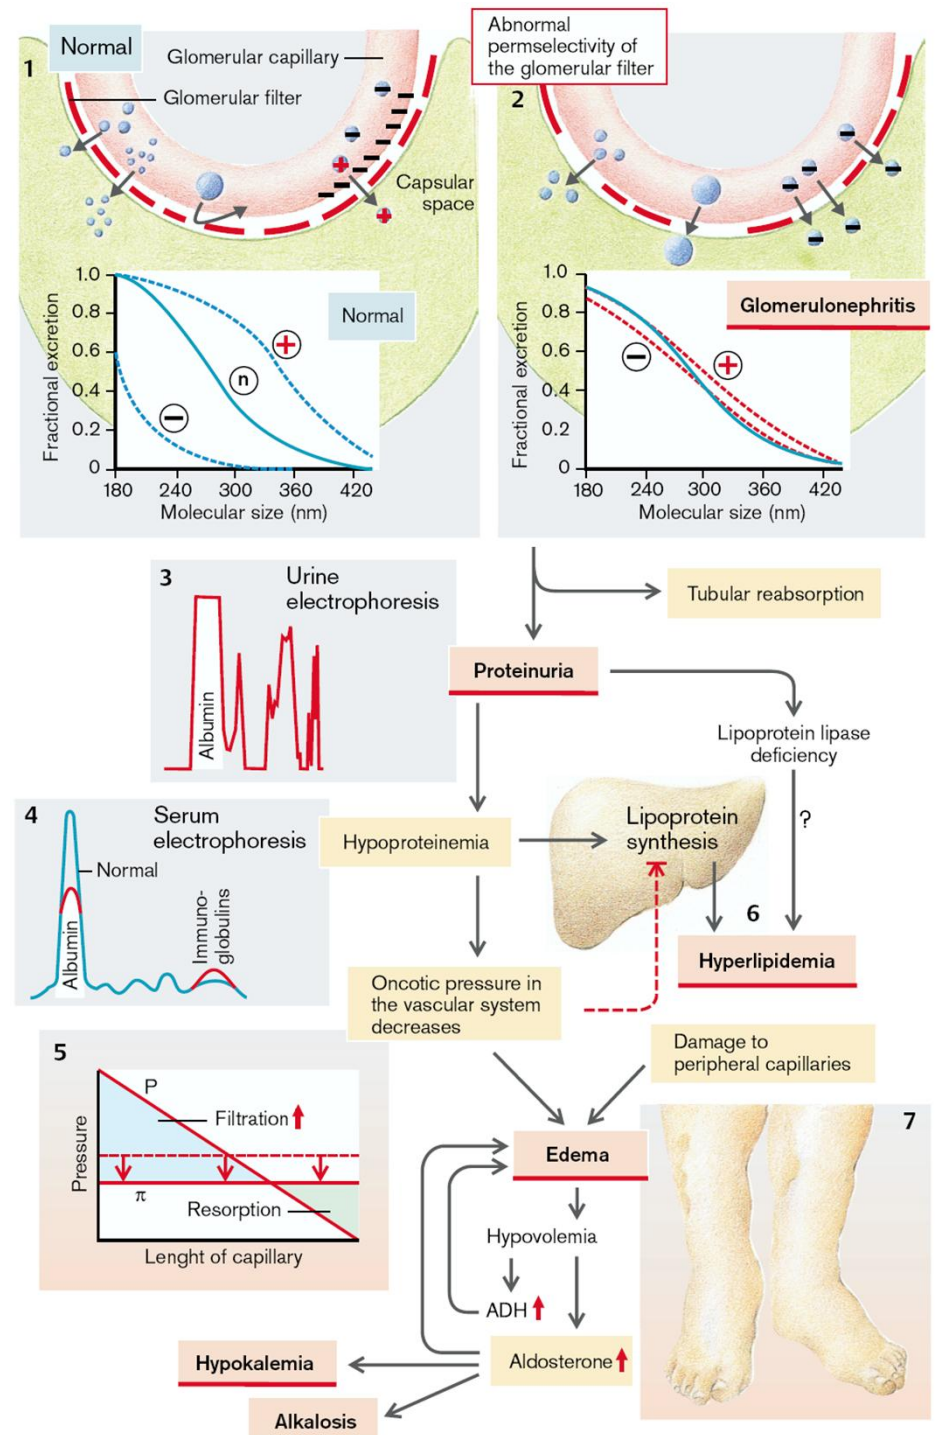 1
Normal
Glomerular capillary
Glomerular filter
Capsular
space
Fractional excretion
1.0
0.8
0.6
0.4
0.2
0
180
240
300
360
420
Molecular size (nm)
Normal
+
n
−
Abnormal
permselectivity of
the glomerular filter
2
Glomerulonephritis
Fractional excretion
1.0
0.8
0.6
0.4
0.2
0
180
240
300
360
420
Molecular size (nm)
−
+
3
Urine
electrophoresis
Albumin
Tubular reabsorption
Proteinuria
Lipoprotein lipase
deficiency
?
4
Serum
electrophoresis
Normal
Albumin
Immuno-
globulins
Hypoproteinemia
Lipoprotein
synthesis
6
Hyperlipidemia
Oncotic pressure in
the vascular system
decreases
Damage to
peripheral capillaries
5
P
Filtration
Pressure
π
Resorption
Lenght of capillary
7
Edema
Hypovolemia
ADH
Aldosterone
Hypokalemia
Alkalosis